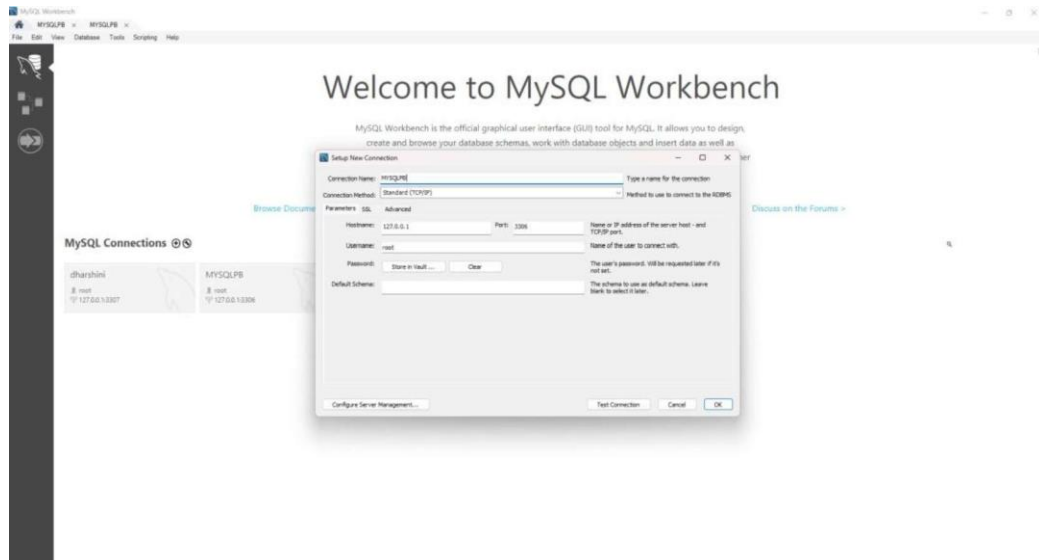 MySQL Workbench
MYSQLPB × MYSQLPB ×
File Edit View Database Tools Scripting Help
Welcome to MySQL Workbench
MySQL Workbench is the official graphical user interface (GUI) tool for MySQL. It allows you to design,
create and browse your database schemas, work with database objects and insert data as well as
Browse Docume
Discuss on the Forums >
MySQL Connections
dharshini
root
127.0.0.1:3307
MYSQLPB
root
127.0.0.1:3306
Setup New Connection
Connection Name: MYSQLPB Type a name for the connection
Connection Method: Standard (TCP/IP) Method to use to connect to the RDBMS
Parameters SSL Advanced
Hostname: 127.0.0.1 Port: 3306 Name or IP address of the server host - and
TCP/IP port.
Username: root Name of the user to connect with.
Password: Store in Vault ... Clear The user's password. Will be requested later if it's
not set.
Default Schema: The schema to use as default schema. Leave
blank to select it later.
Configure Server Management... Test Connection Cancel OK